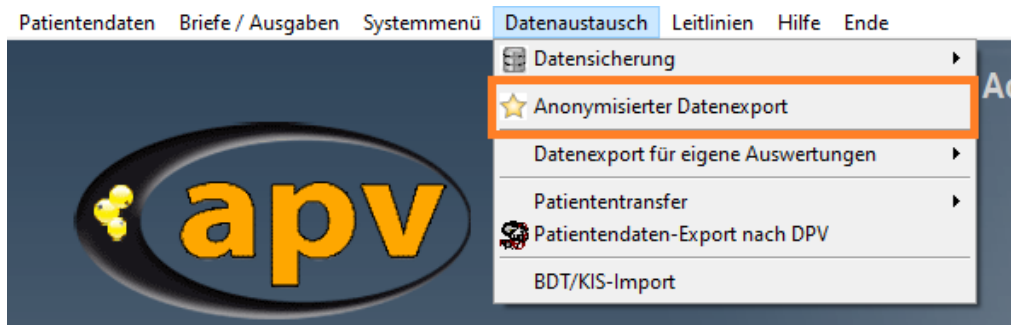 Patientendaten Briefe / Ausgaben Systemmenü Datenaustausch Leitlinien Hilfe Ende
Datensicherung
Anonymisierter Datenexport
Datenexport für eigene Auswertungen
Patiententransfer
Patientendaten-Export nach DPV
BDT/KIS-Import
apv